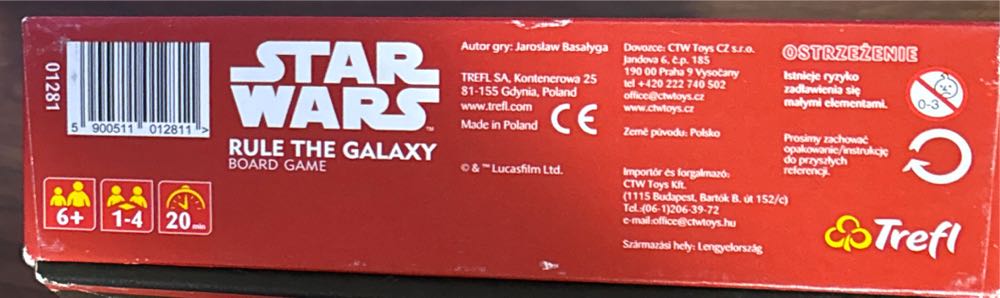 01281
5 900511 012811 >
6+
1-4
20 min
STAR
WARS
™
RULE THE GALAXY
BOARD GAME
Autor gry: Jarosław Basałyga
TREFL SA, Kontenerowa 25
81-155 Gdynia, Poland
www.trefl.com
Made in Poland
CE
© & ™ Lucasfilm Ltd.
Dovozce: CTW Toys CZ s.r.o.
Jandova 6, č.p. 185
190 00 Praha 9 Vysočany
tel +420 222 740 502
office@ctwtoys.cz
www.ctwtoys.cz
Země původu: Polsko
Importőr és forgalmazó:
CTW Toys Kft.
(1115 Budapest, Bartók B. út 152/c)
Tel.:(06-1)206-39-72
e-mail:office@ctwtoys.hu
Származási hely: Lengyelország
OSTRZEŻENIE
Istnieje ryzyko
zadławienia się
małymi elementami.
0-3
Prosimy zachować
opakowanie/instrukcję
do przyszłych
referencji.
Trefl